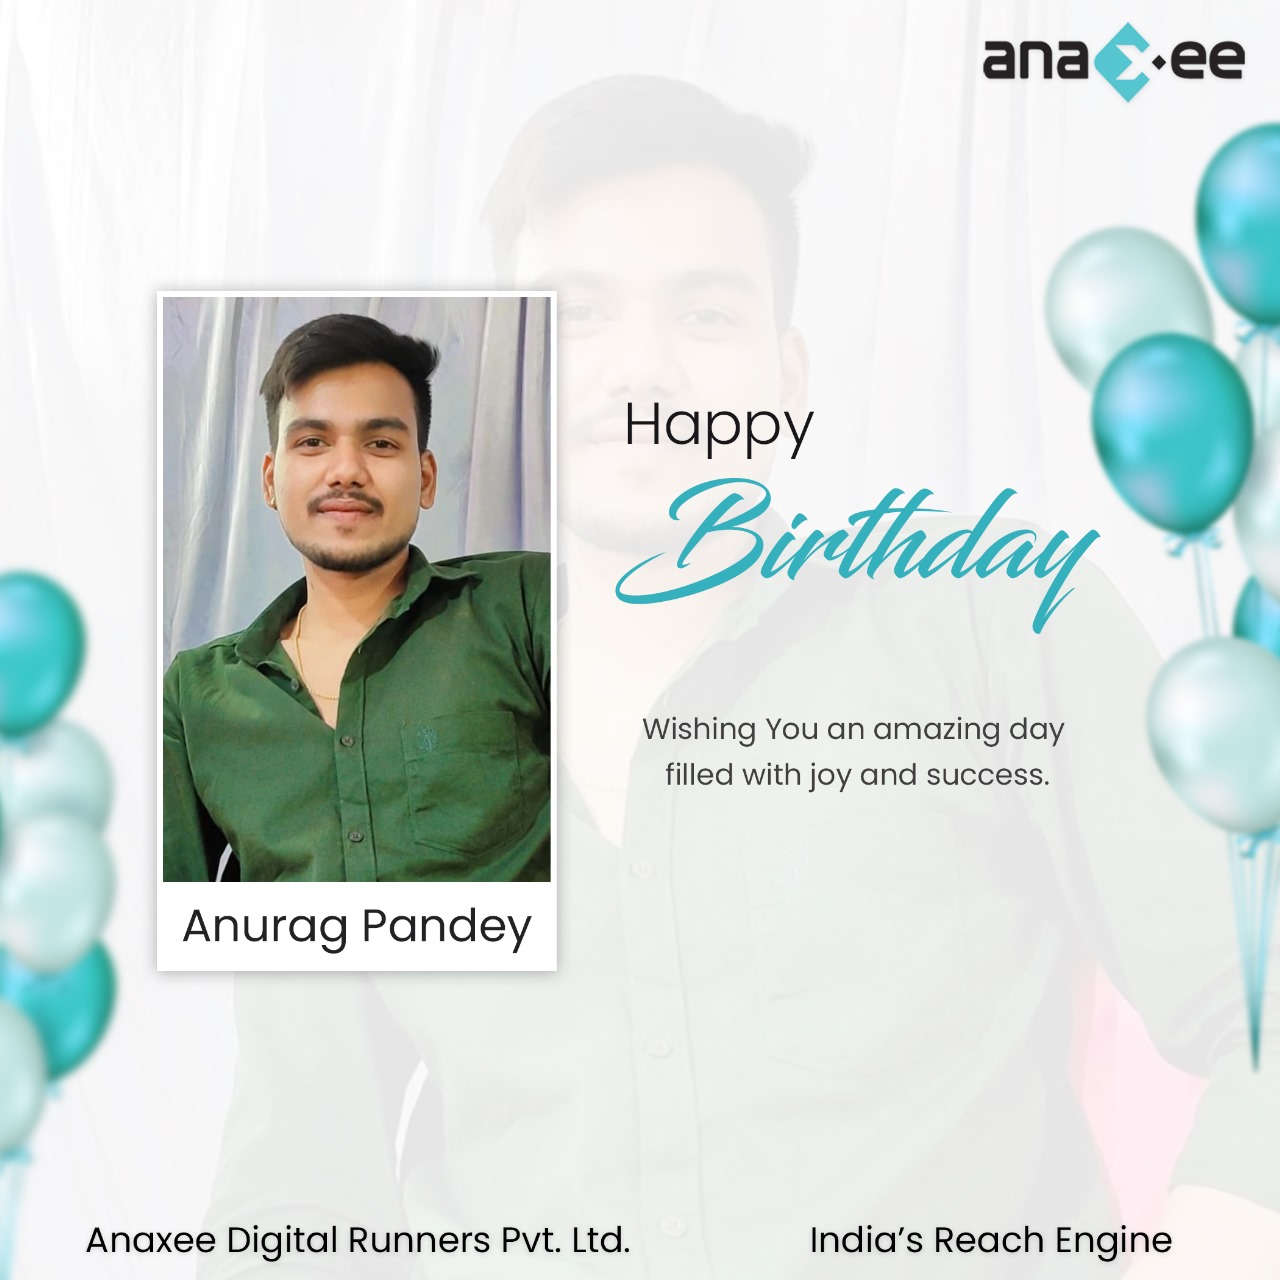 anaxee
Happy
Birthday
Wishing You an amazing day
filled with joy and success.
Anurag Pandey
Anaxee Digital Runners Pvt. Ltd.
India’s Reach Engine